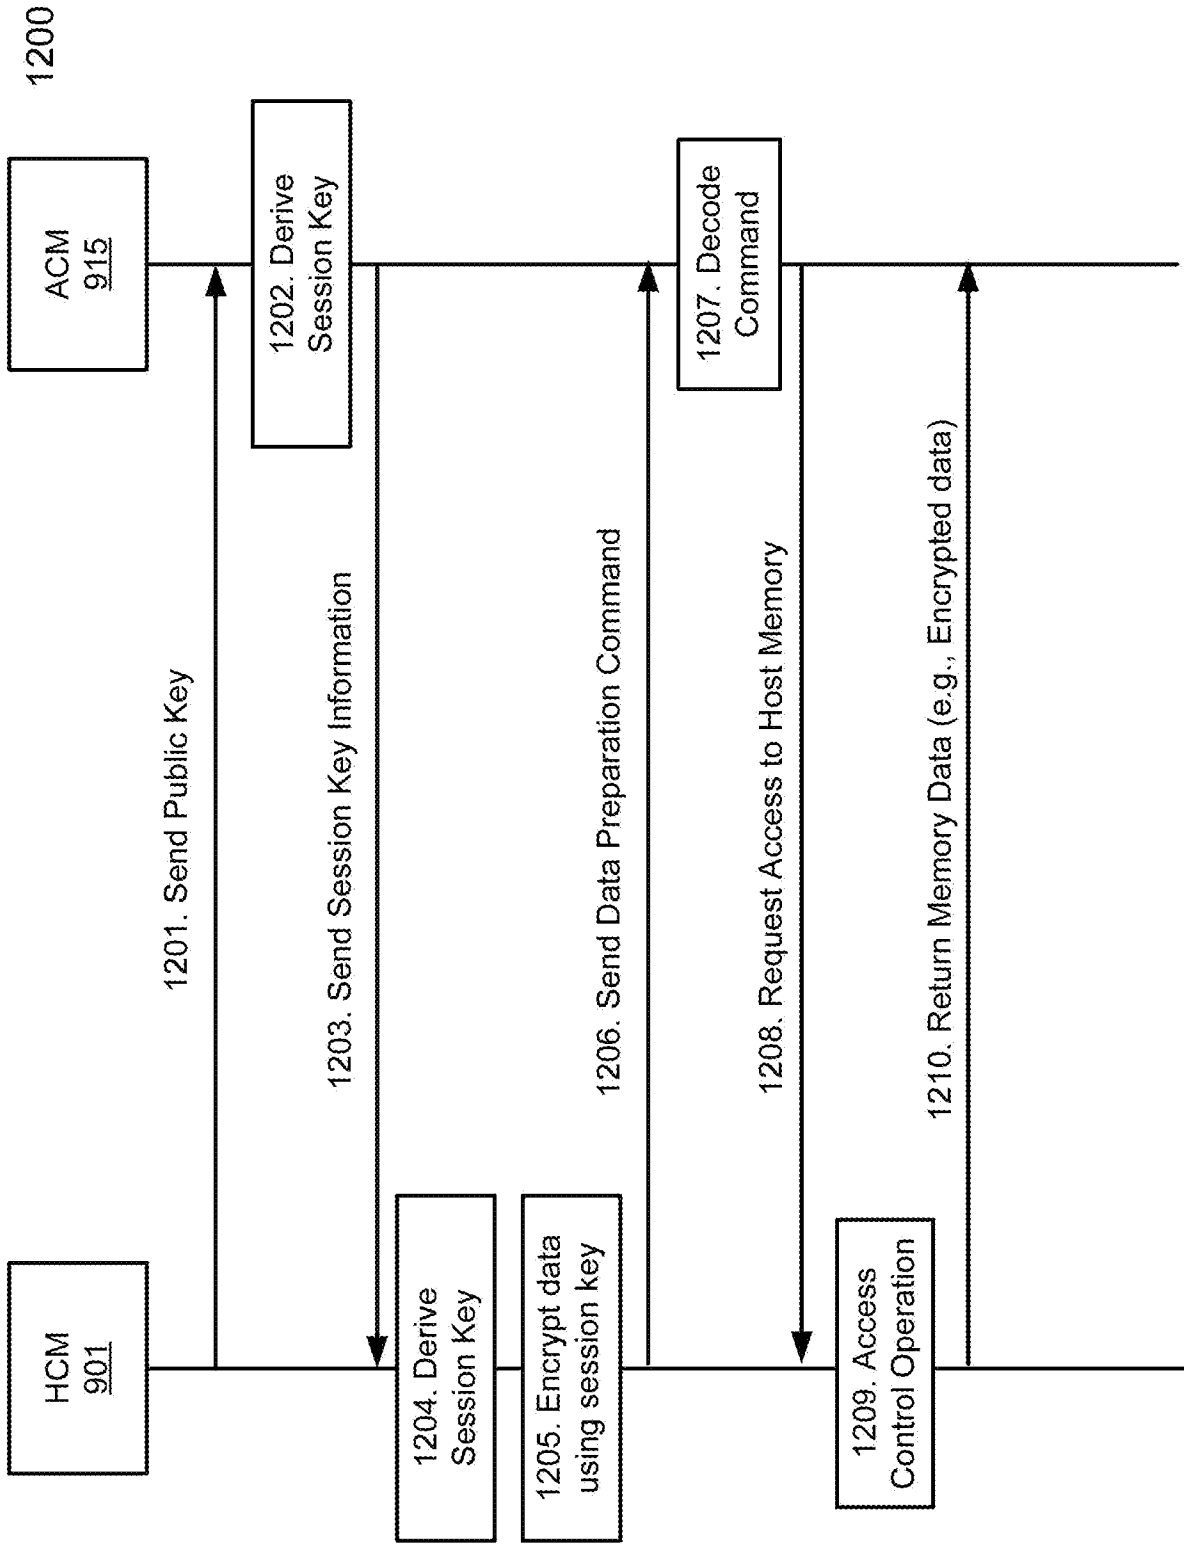 1200
HCM
901
ACM
915
1201. Send Public Key
1202. Derive
Session Key
1203. Send Session Key Information
1204. Derive
Session Key
1205. Encrypt data
using session key
1206. Send Data Preparation Command
1207. Decode
Command
1208. Request Access to Host Memory
1209. Access
Control Operation
1210. Return Memory Data (e.g., Encrypted data)